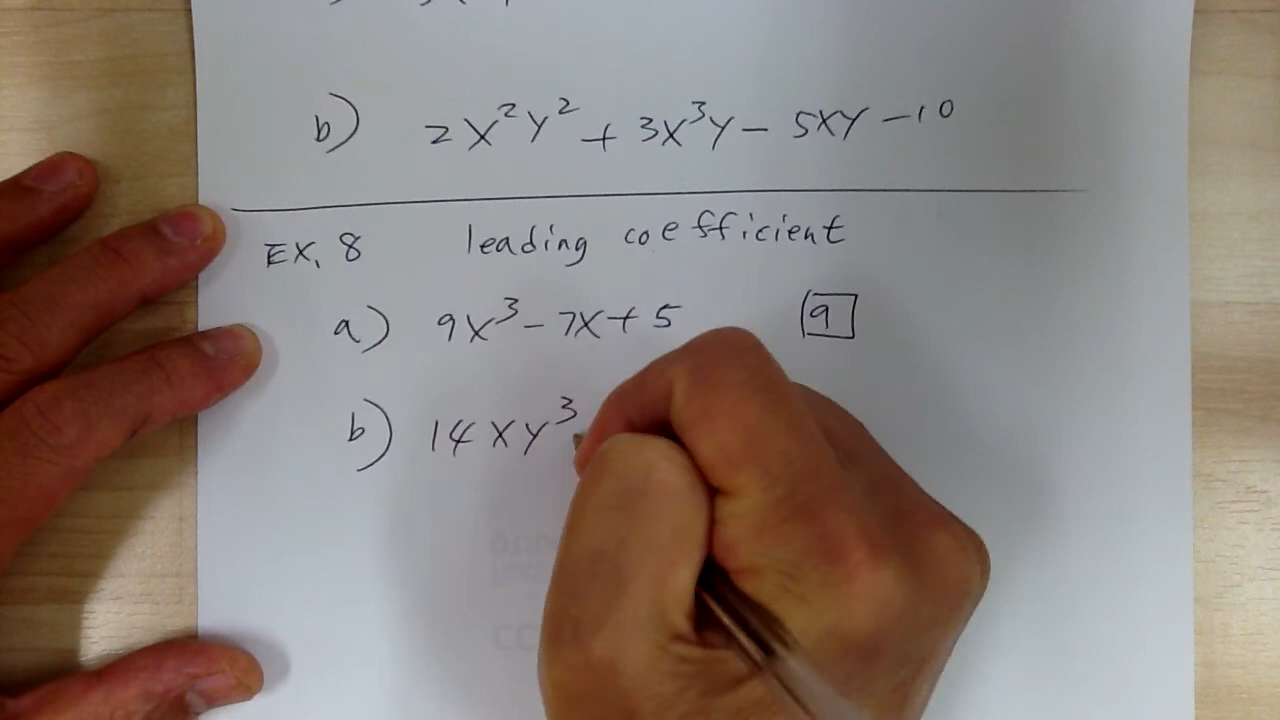 b) 2x²y² + 3x³y - 5xy - 10
Ex. 8 leading coefficient
a) 9x³ - 7x + 5 9
b) 14xy³